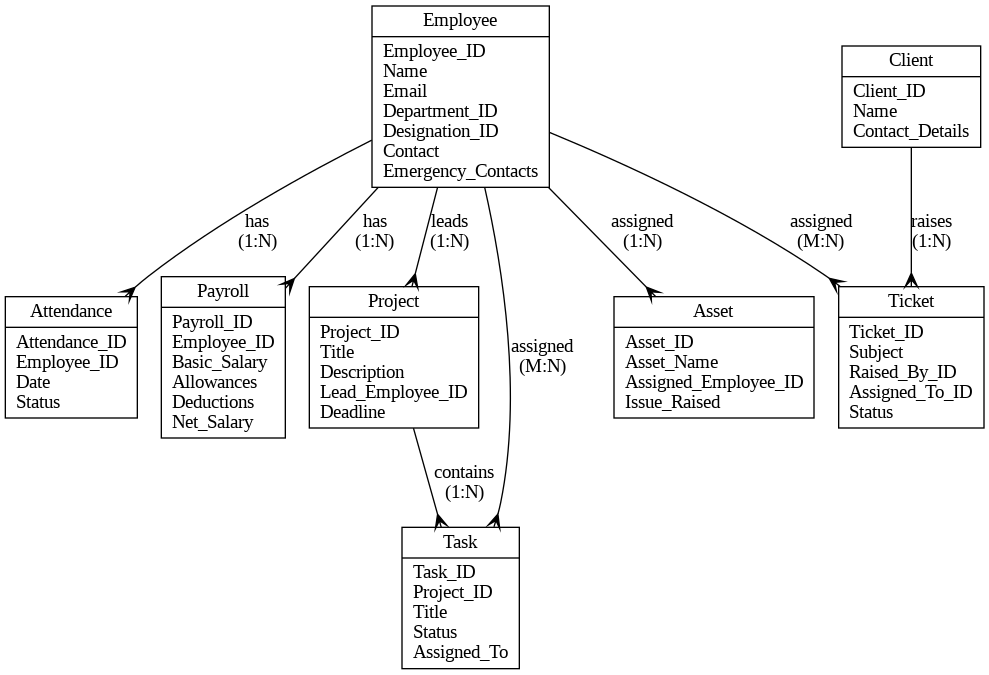 Employee
Employee_ID
Name
Email
Department_ID
Designation_ID
Contact
Emergency_Contacts
Client
Client_ID
Name
Contact_Details
has
(1:N)
has
(1:N)
leads
(1:N)
assigned
(1:N)
assigned
(M:N)
raises
(1:N)
Attendance
Attendance_ID
Employee_ID
Date
Status
Payroll
Payroll_ID
Employee_ID
Basic_Salary
Allowances
Deductions
Net_Salary
Project
Project_ID
Title
Description
Lead_Employee_ID
Deadline
assigned
(M:N)
Asset
Asset_ID
Asset_Name
Assigned_Employee_ID
Issue_Raised
Ticket
Ticket_ID
Subject
Raised_By_ID
Assigned_To_ID
Status
contains
(1:N)
Task
Task_ID
Project_ID
Title
Status
Assigned_To